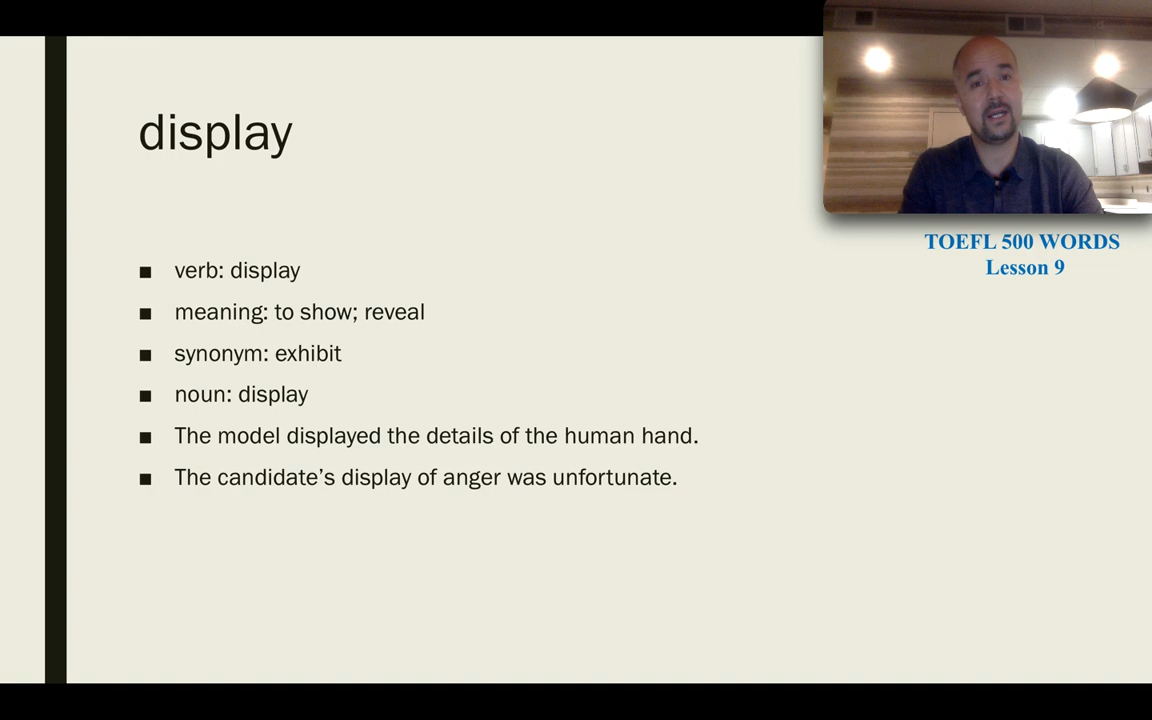 display
TOEFL 500 WORDS
Lesson 9
■ verb: display
■ meaning: to show; reveal
■ synonym: exhibit
■ noun: display
■ The model displayed the details of the human hand.
■ The candidate’s display of anger was unfortunate.